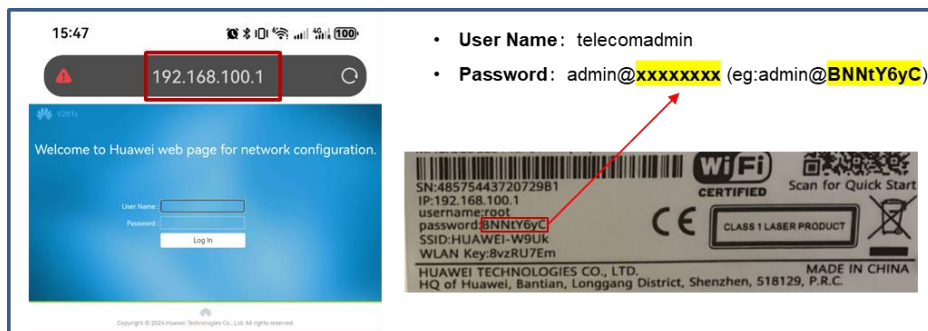 15:47
100
192.168.100.1
V281s
Welcome to Huawei web page for network configuration.
User Name :
Password :
Log In
Copyright © 2024 Huawei Technologies Co., Ltd. All rights reserved.
• User Name：telecomadmin
• Password：admin@xxxxxxxx (eg:admin@BNNtY6yC)
SN:48575443720729B1
IP:192.168.100.1
username:root
password:BNNtY6yC
SSID:HUAWEI-W9Uk
WLAN Key:8vzRU7Em
WiFi
CERTIFIED
Scan for Quick Start
CE
CLASS 1 LASER PRODUCT
HUAWEI TECHNOLOGIES CO., LTD.
MADE IN CHINA
HQ of Huawei, Bantian, Longgang District, Shenzhen, 518129, P.R.C.